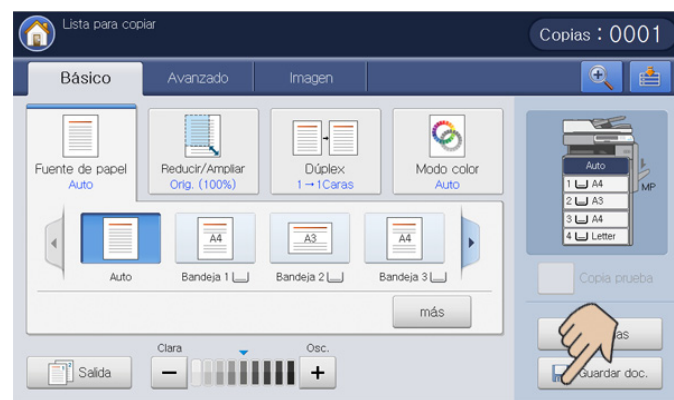 Lista para copiar
Copias : 0001
Básico
Avanzado
Imagen
Fuente de papel
Auto
Reducir/Ampliar
Orig. (100%)
Dúplex
1→1Caras
Modo color
Auto
Auto
1 A4
2 A3
3 A4
4 Letter
MP
A4
A3
A4
Auto
Bandeja 1
Bandeja 2
Bandeja 3
Copia prueba
más
Clara
Osc.
Salida
Guardar doc.